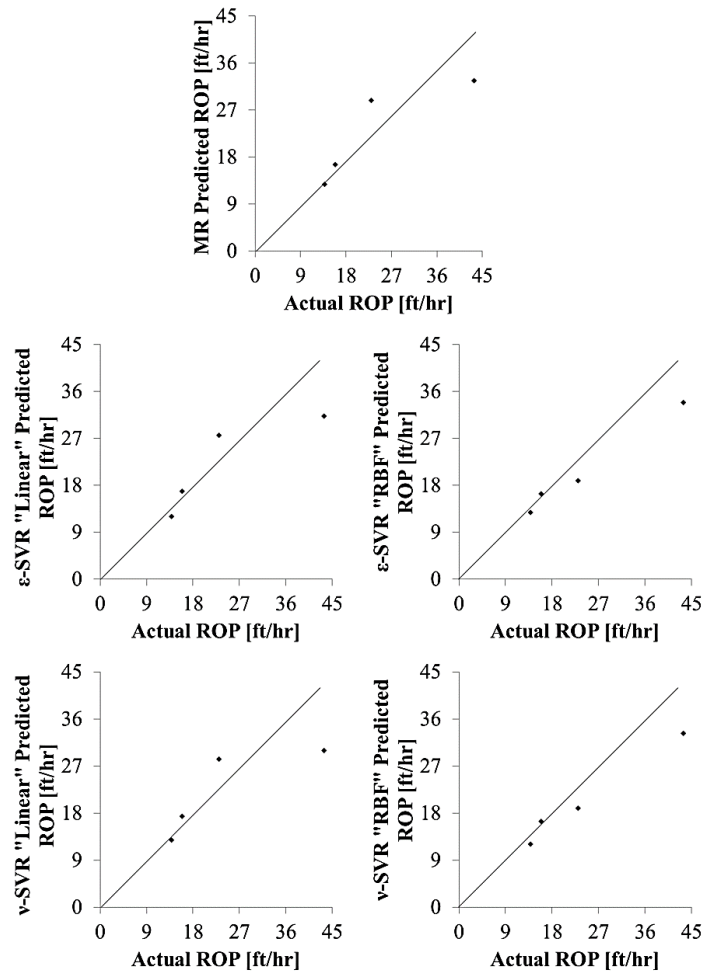 MR Predicted ROP [ft/hr]
45
36
27
18
9
0
0 9 18 27 36 45
Actual ROP [ft/hr]
ε-SVR "Linear" Predicted
ROP [ft/hr]
45
36
27
18
9
0
0 9 18 27 36 45
Actual ROP [ft/hr]
ε-SVR "RBF" Predicted
ROP [ft/hr]
45
36
27
18
9
0
0 9 18 27 36 45
Actual ROP [ft/hr]
ν-SVR "Linear" Predicted
ROP [ft/hr]
45
36
27
18
9
0
0 9 18 27 36 45
Actual ROP [ft/hr]
ν-SVR "RBF" Predicted
ROP [ft/hr]
45
36
27
18
9
0
0 9 18 27 36 45
Actual ROP [ft/hr]